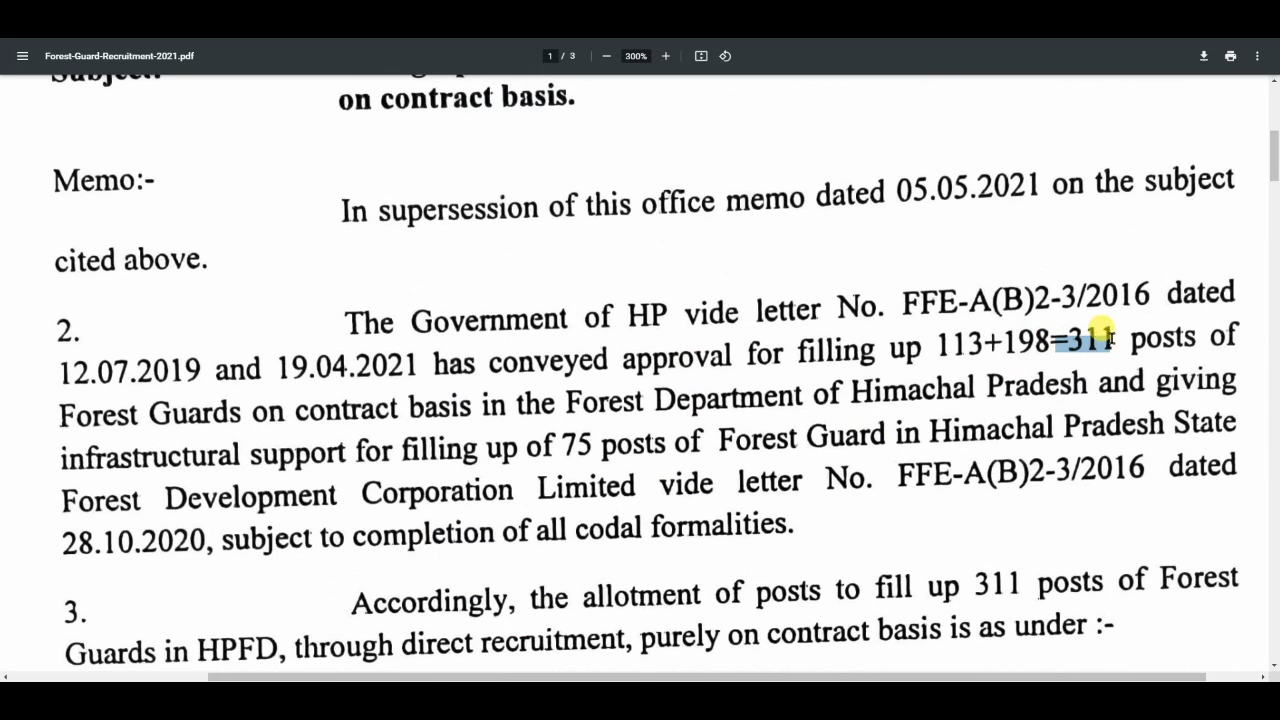 Forest-Guard-Recruitment-2021.pdf
1 / 3
300%
Subject:
on contract basis.
Memo:-
In supersession of this office memo dated 05.05.2021 on the subject
cited above.
2. The Government of HP vide letter No. FFE-A(B)2-3/2016 dated
12.07.2019 and 19.04.2021 has conveyed approval for filling up 113+198=311 posts of
Forest Guards on contract basis in the Forest Department of Himachal Pradesh and giving
infrastructural support for filling up of 75 posts of Forest Guard in Himachal Pradesh State
Forest Development Corporation Limited vide letter No. FFE-A(B)2-3/2016 dated
28.10.2020, subject to completion of all codal formalities.
3. Accordingly, the allotment of posts to fill up 311 posts of Forest
Guards in HPFD, through direct recruitment, purely on contract basis is as under :-